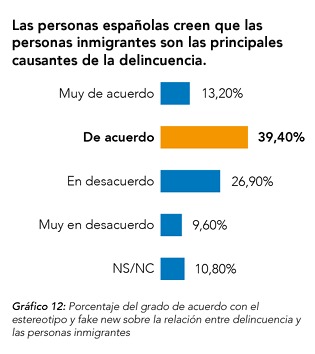 Las personas españolas creen que las
personas inmigrantes son las principales
causantes de la delincuencia.
Muy de acuerdo 13,20%
De acuerdo 39,40%
En desacuerdo 26,90%
Muy en desacuerdo 9,60%
NS/NC 10,80%
Gráfico 12: Porcentaje del grado de acuerdo con el
estereotipo y fake new sobre la relación entre delincuencia y
las personas inmigrantes